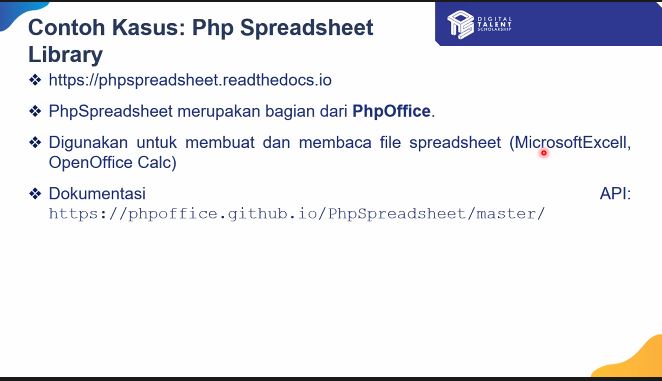 Contoh Kasus: Php Spreadsheet
Library
DIGITAL
TALENT
SCHOLARSHIP
❖ https://phpspreadsheet.readthedocs.io
❖ PhpSpreadsheet merupakan bagian dari PhpOffice.
❖ Digunakan untuk membuat dan membaca file spreadsheet (MicrosoftExcell,
OpenOffice Calc)
❖ Dokumentasi API:
https://phpoffice.github.io/PhpSpreadsheet/master/